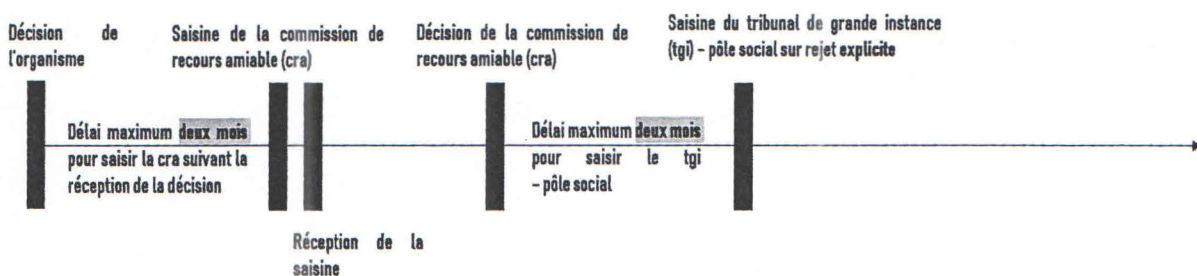 Décision de
l'organisme
Saisine de la commission de
recours amiable (cra)
Décision de la commission de
recours amiable (cra)
Saisine du tribunal de grande instance
(tgi) – pôle social sur rejet explicite
Délai maximum deux mois
pour saisir la cra suivant la
réception de la décision
Délai maximum deux mois
pour saisir le tgi
– pôle social
Réception de la
saisine